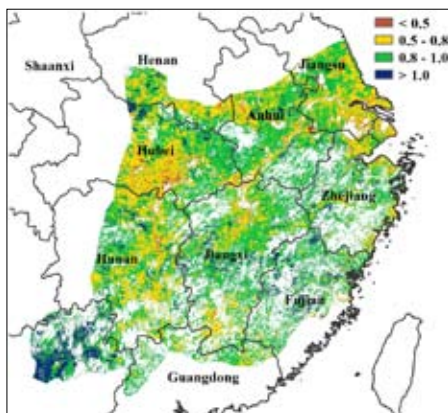 < 0.5
0.5 - 0.8
0.8 - 1.0
> 1.0
Shaanxi
Henan
Jiangsu
Anhui
Hubei
Zhejiang
Hunan
Jiangxi
Fujian
Guangdong